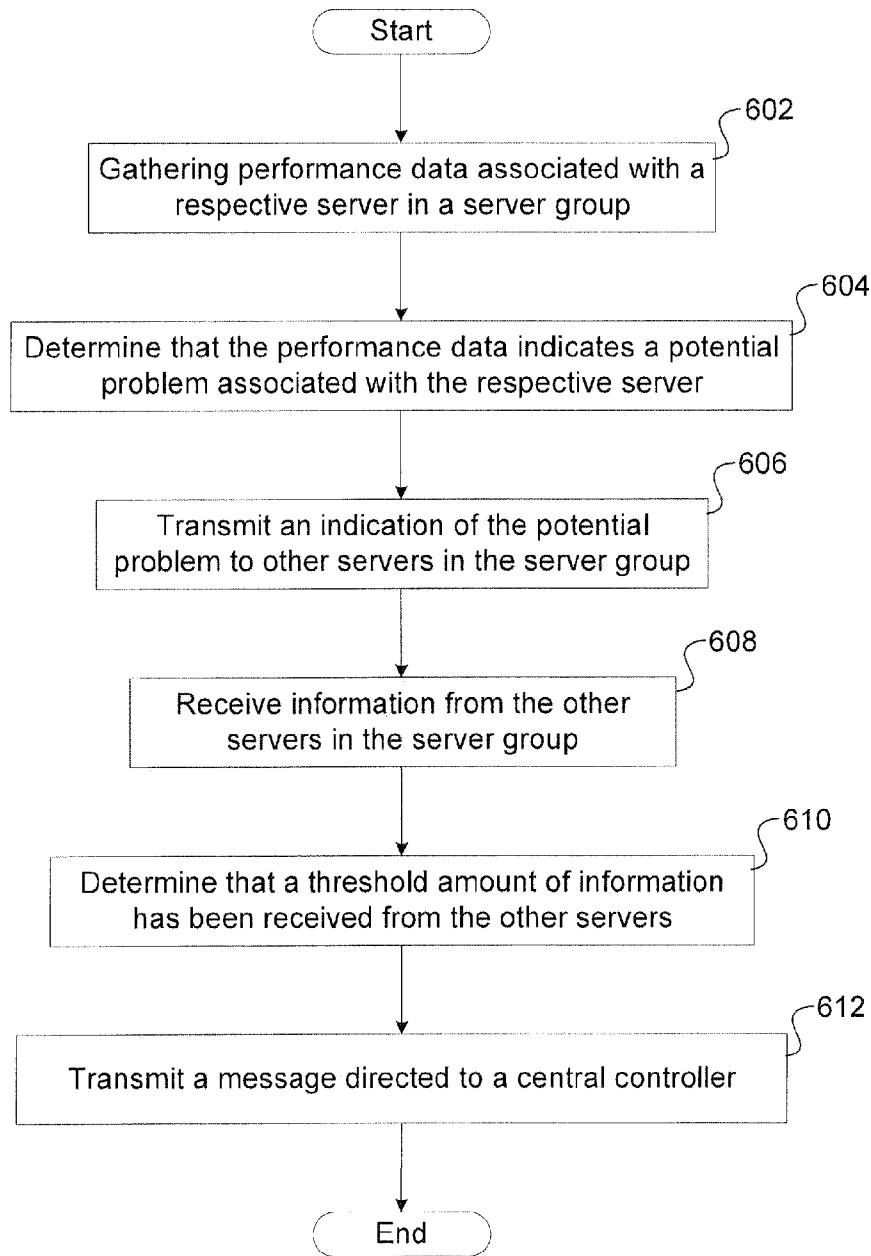 Start
602
Gathering performance data associated with a
respective server in a server group
604
Determine that the performance data indicates a potential
problem associated with the respective server
606
Transmit an indication of the potential
problem to other servers in the server group
608
Receive information from the other
servers in the server group
610
Determine that a threshold amount of information
has been received from the other servers
612
Transmit a message directed to a central controller
End